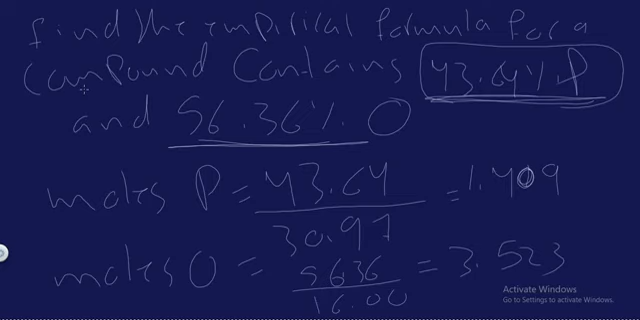 find the empirical formula for a
compound contains 43.64% P
and 56.36% O
moles P = 43.64 / 30.97 = 1.409
moles O = 56.36 / 16.00 = 3.523
Activate Windows
Go to Settings to activate Windows.